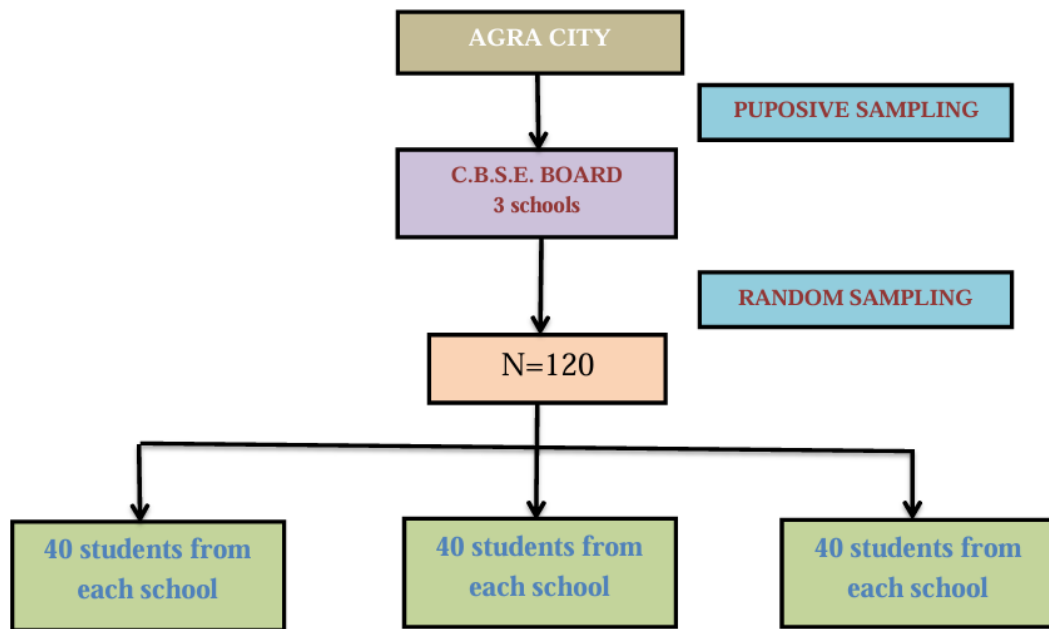 AGRA CITY
PUPOSIVE SAMPLING
C.B.S.E. BOARD
3 schools
RANDOM SAMPLING
N=120
40 students from
each school
40 students from
each school
40 students from
each school